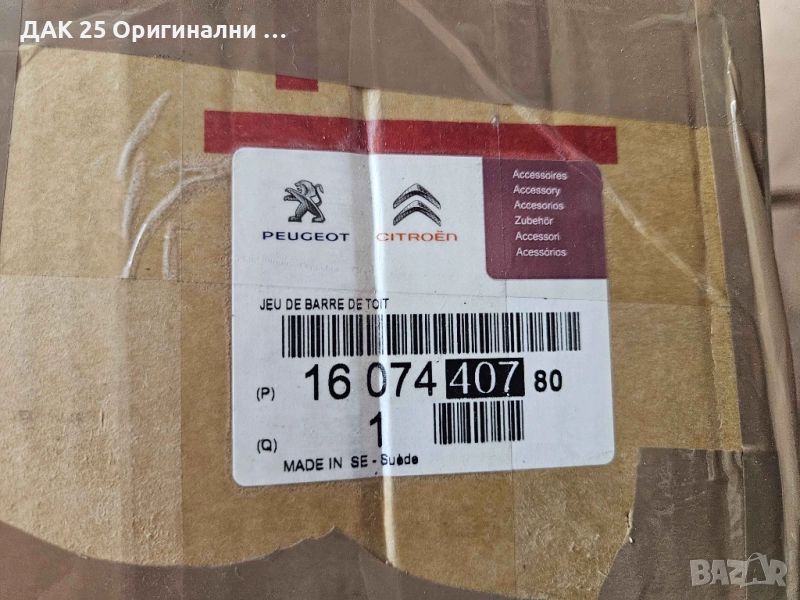 ДАК 25 Оригинални ...
PEUGEOT
CITROËN
Accessoires
Accessory
Accesorios
Zubehör
Accessori
Acessórios
JEU DE BARRE DE TOIT
(P) 16 074 407 80
(Q) 1
MADE IN SE - Suède
BAZAR